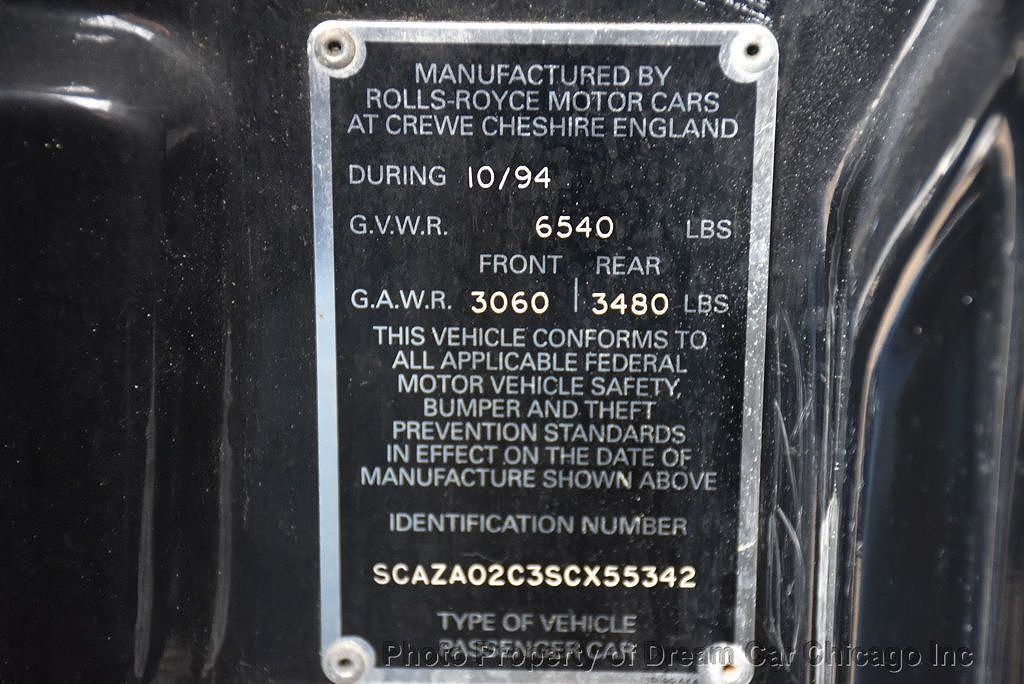 MANUFACTURED BY
ROLLS-ROYCE MOTOR CARS
AT CREWE CHESHIRE ENGLAND
DURING 10/94
G.V.W.R. 6540 LBS
FRONT REAR
G.A.W.R. 3060 | 3480 LBS
THIS VEHICLE CONFORMS TO
ALL APPLICABLE FEDERAL
MOTOR VEHICLE SAFETY,
BUMPER AND THEFT
PREVENTION STANDARDS
IN EFFECT ON THE DATE OF
MANUFACTURE SHOWN ABOVE
IDENTIFICATION NUMBER
SCAZA02C3SCX55342
TYPE OF VEHICLE
PASSENGER CAR
Photo Property of Dream Car Chicago Inc